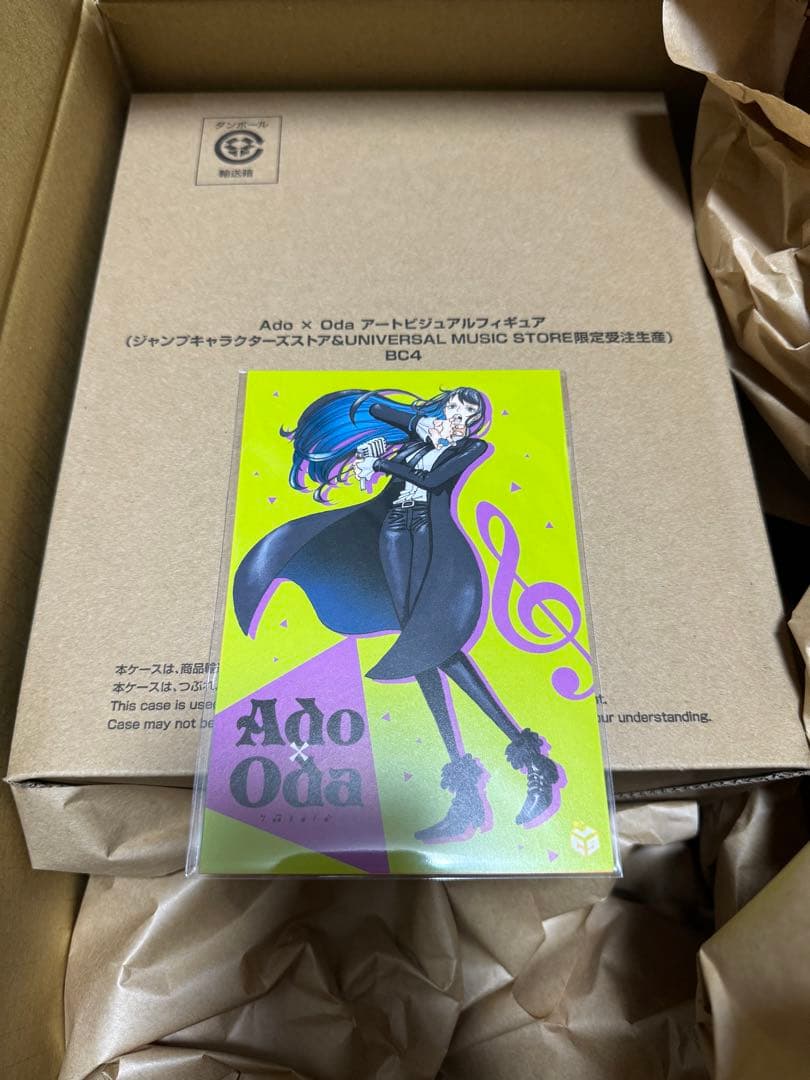 ダンボール
輸送箱
Ado × Oda アートビジュアルフィギュア
(ジャンプキャラクターズストア&UNIVERSAL MUSIC STORE限定受注生産)
BC4
本ケースは、商品輸送
本ケースは、つぶれ、
This case is used
Case may not be
our understanding.
Ado
×
Oda